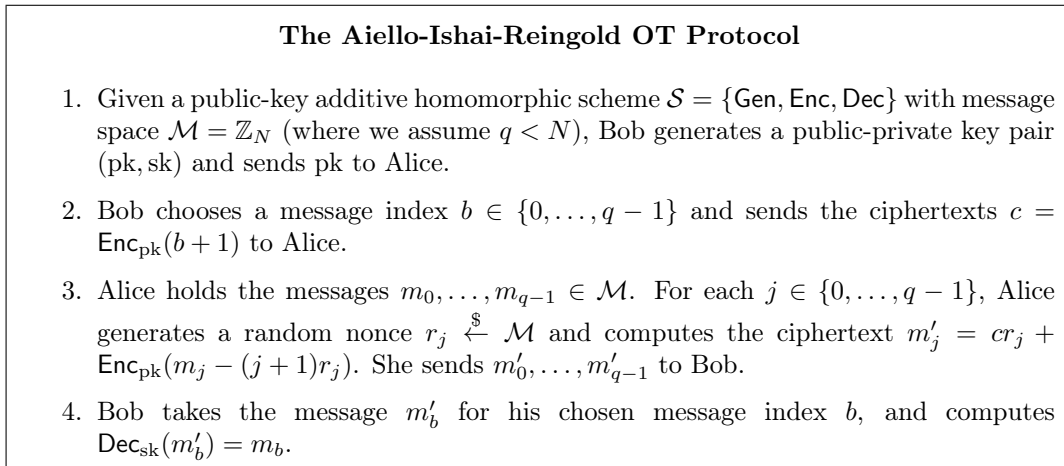 The Aiello-Ishai-Reingold OT Protocol
1. Given a public-key additive homomorphic scheme 𝒮 = {Gen, Enc, Dec} with message
space ℳ = ℤ_N (where we assume q < N), Bob generates a public-private key pair
(pk, sk) and sends pk to Alice.
2. Bob chooses a message index b ∈ {0, . . . , q − 1} and sends the ciphertexts c =
Enc_pk(b + 1) to Alice.
3. Alice holds the messages m_0, . . . , m_{q−1} ∈ ℳ. For each j ∈ {0, . . . , q − 1}, Alice
generates a random nonce r_j ←$ ℳ and computes the ciphertext m′_j = cr_j +
Enc_pk(m_j − (j + 1)r_j). She sends m′_0, . . . , m′_{q−1} to Bob.
4. Bob takes the message m′_b for his chosen message index b, and computes
Dec_sk(m′_b) = m_b.